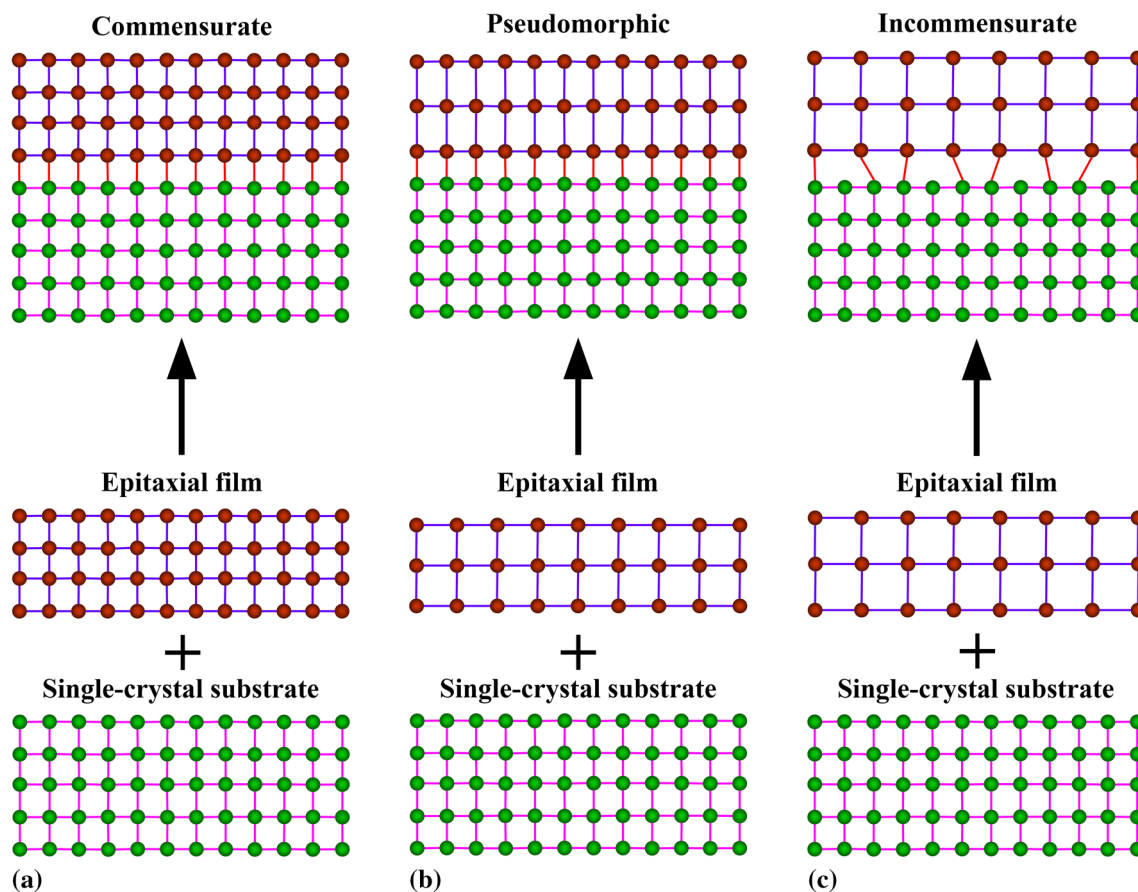 Commensurate
Pseudomorphic
Incommensurate
Epitaxial film
Epitaxial film
Epitaxial film
+
+
+
Single-crystal substrate
Single-crystal substrate
Single-crystal substrate
(a)
(b)
(c)